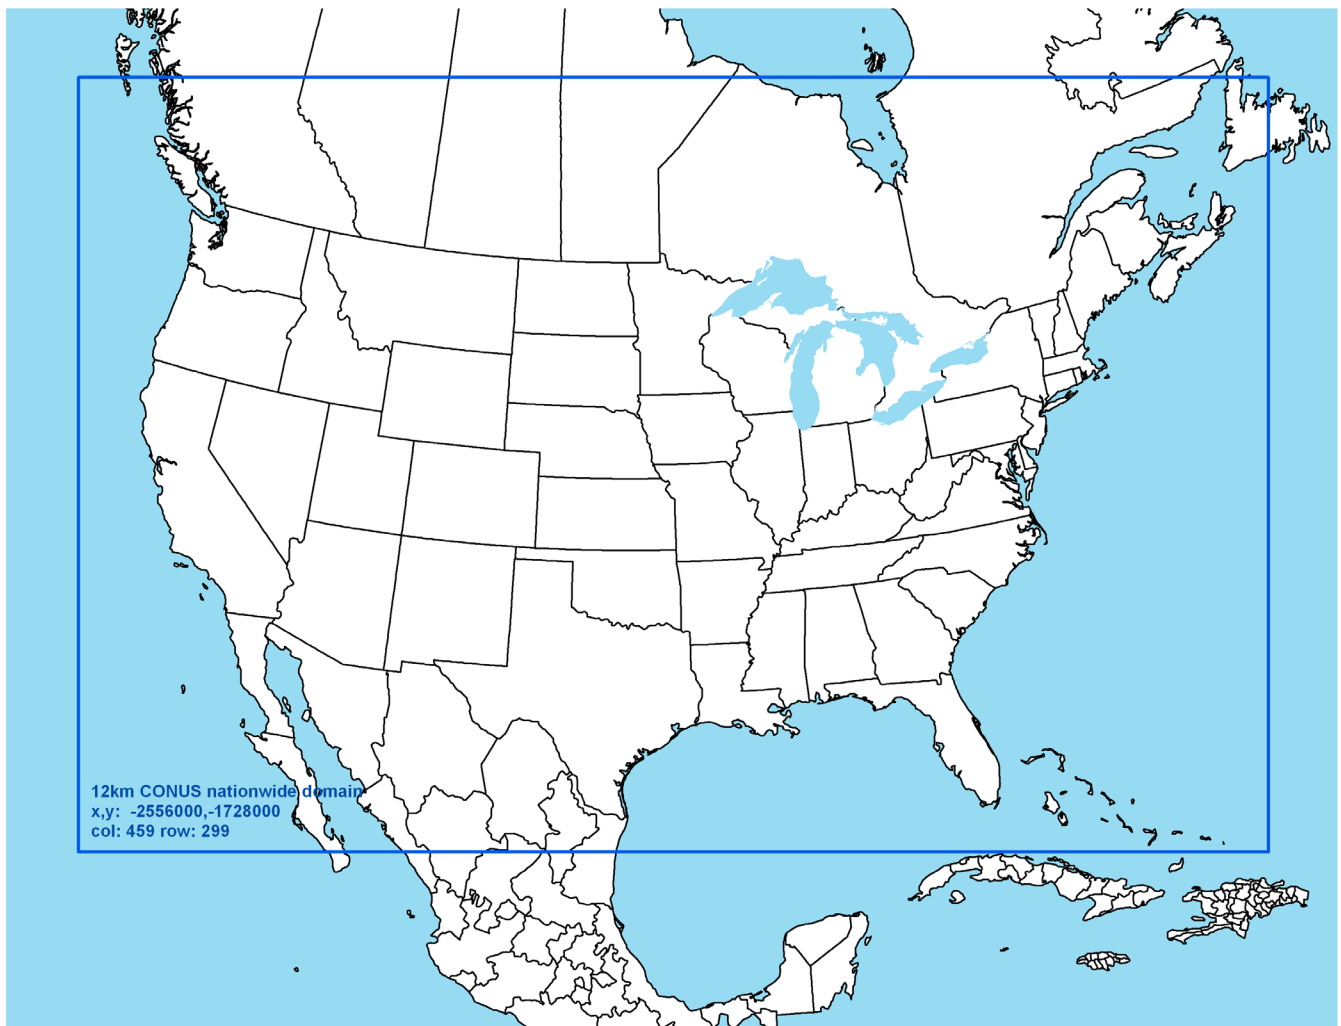 12km CONUS nationwide domain
x,y: -2556000,-1728000
col: 459 row: 299